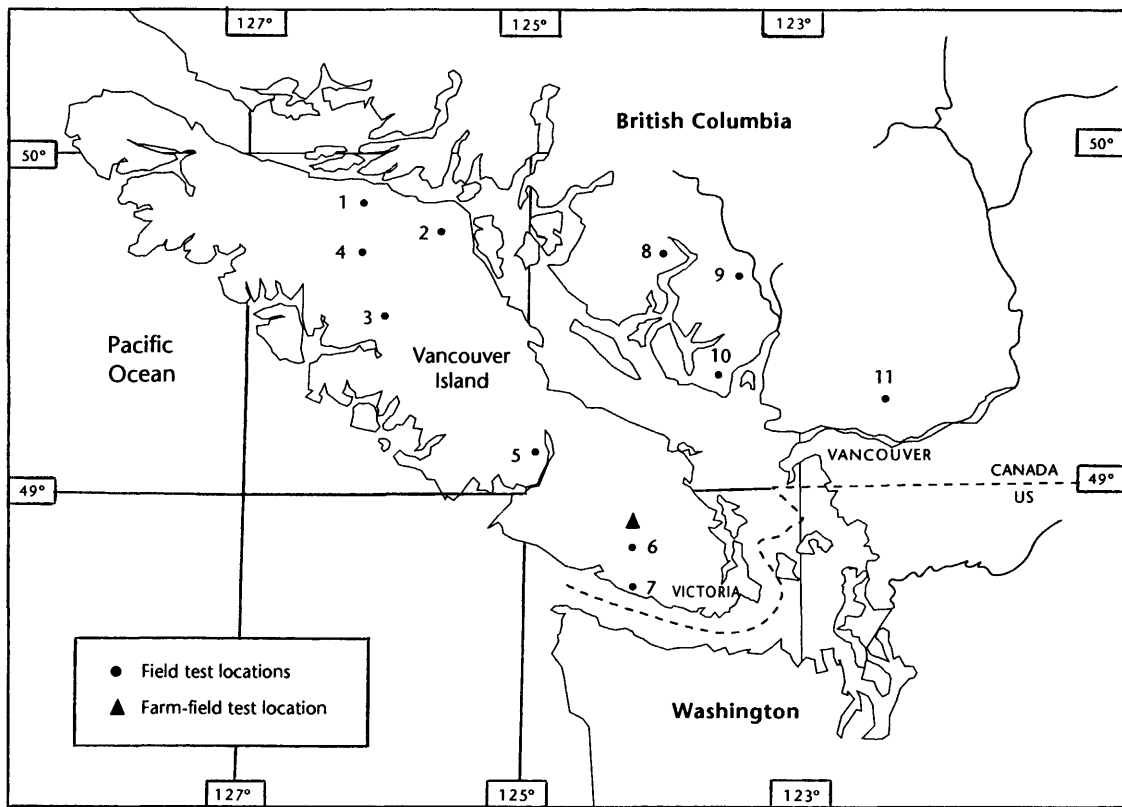 127°
125°
123°
British Columbia
50°
50°
1
2
4
8
9
3
Pacific
Ocean
Vancouver
Island
10
11
5
VANCOUVER
CANADA
49°
US
49°
6
7
VICTORIA
Field test locations
Farm-field test location
Washington
127°
125°
123°